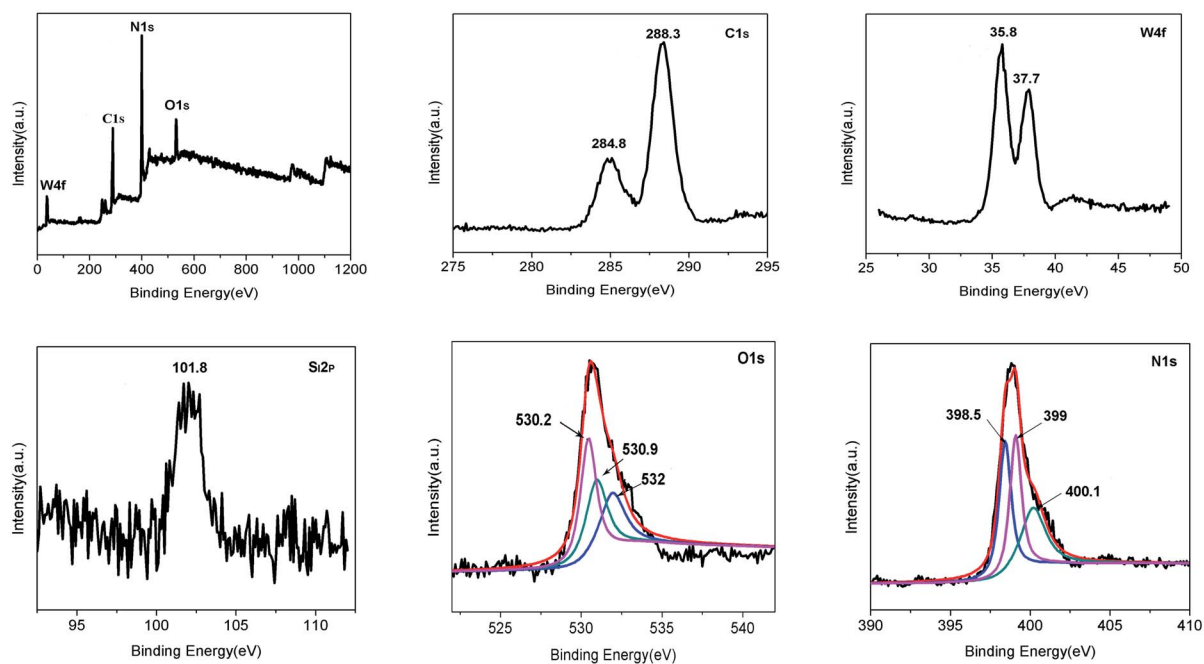 N1s
O1s
C1s
W4f
Intensity(a.u.)
0 200 400 600 800 1000 1200
Binding Energy(eV)
C1s
288.3
284.8
Intensity(a.u.)
275 280 285 290 295
Binding Energy(eV)
W4f
35.8
37.7
Intensity(a.u.)
25 30 35 40 45 50
Binding Energy(eV)
Si2P
101.8
Intensity(a.u.)
95 100 105 110
Binding Energy(eV)
O1s
530.2
530.9
532
Intensity(a.u.)
525 530 535 540
Binding Energy(eV)
N1s
398.5
399
400.1
Intensity(a.u.)
390 395 400 405 410
Binding Energy(eV)